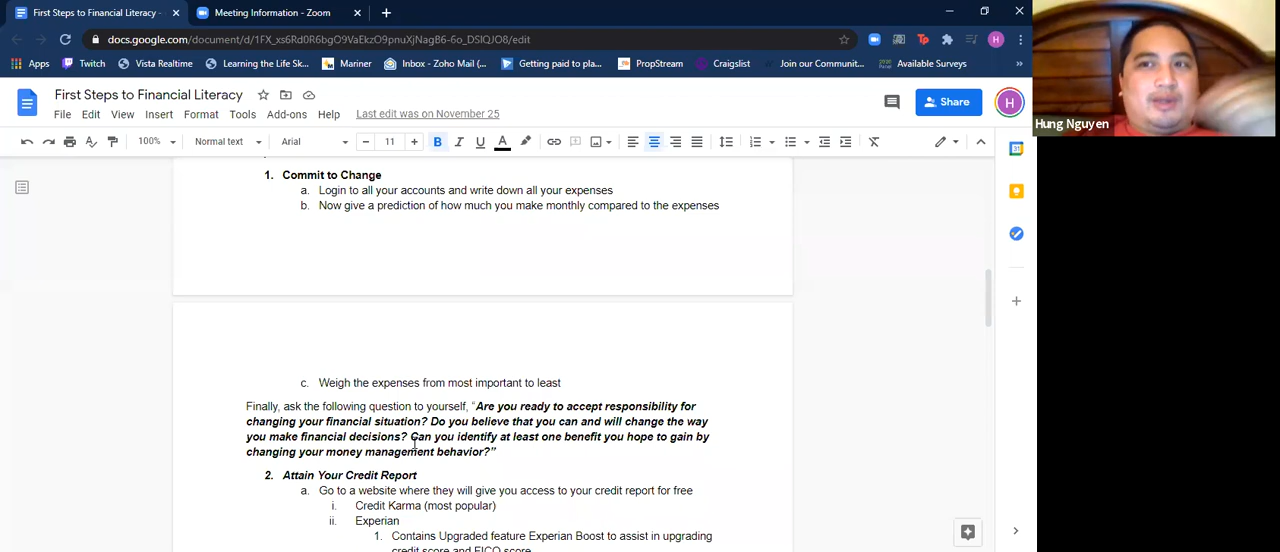 First Steps to Financial Literacy -
Meeting Information - Zoom
docs.google.com/document/d/1FX_xs6Rd0R6bgO9VaEkzO9pnuXjNagB6-6o_DSlQJO8/edit
Apps Twitch Vista Realtime Learning the Life Sk... Mariner Inbox - Zoho Mail (... Getting paid to pla... PropStream Craigslist Join our Communit... Available Surveys »
First Steps to Financial Literacy
File Edit View Insert Format Tools Add-ons Help Last edit was on November 25
Share
H
Hung Nguyen
100% Normal text Arial 11 B I U A
1. Commit to Change
a. Login to all your accounts and write down all your expenses
b. Now give a prediction of how much you make monthly compared to the expenses
c. Weigh the expenses from most important to least
Finally, ask the following question to yourself, “Are you ready to accept responsibility for
changing your financial situation? Do you believe that you can and will change the way
you make financial decisions? Can you identify at least one benefit you hope to gain by
changing your money management behavior?”
2. Attain Your Credit Report
a. Go to a website where they will give you access to your credit report for free
i. Credit Karma (most popular)
ii. Experian
1. Contains Upgraded feature Experian Boost to assist in upgrading
credit score and FICO score